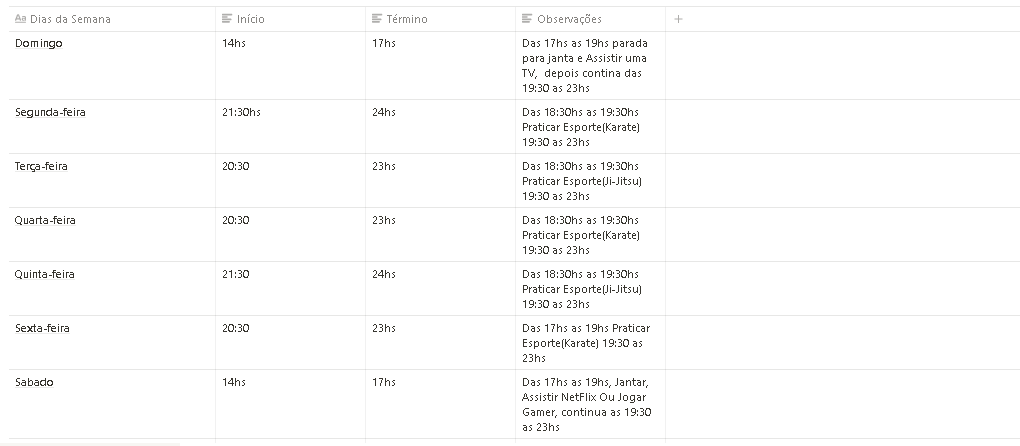 Aa Dias da Semana Início Término Observações +
Domingo 14hs 17hs Das 17hs as 19hs parada
para janta e Assistir uma
TV, depois contina das
19:30 as 23hs
Segunda-feira 21:30hs 24hs Das 18:30hs as 19:30hs
Praticar Esporte(Karate)
19:30 as 23hs
Terça-feira 20:30 23hs Das 18:30hs as 19:30hs
Praticar Esporte(Ji-Jitsu)
19:30 as 23hs
Quarta-feira 20:30 23hs Das 18:30hs as 19:30hs
Praticar Esporte(Karate)
19:30 as 23hs
Quinta-feira 21:30 24hs Das 18:30hs as 19:30hs
Praticar Esporte(Ji-Jitsu)
19:30 as 23hs
Sexta-feira 20:30 23hs Das 17hs as 19hs Praticar
Esporte(Karate) 19:30 as
23hs
Sabado 14hs 17hs Das 17hs as 19hs, Jantar,
Assistir NetFlix Ou Jogar
Gamer, continua as 19:30
as 23hs